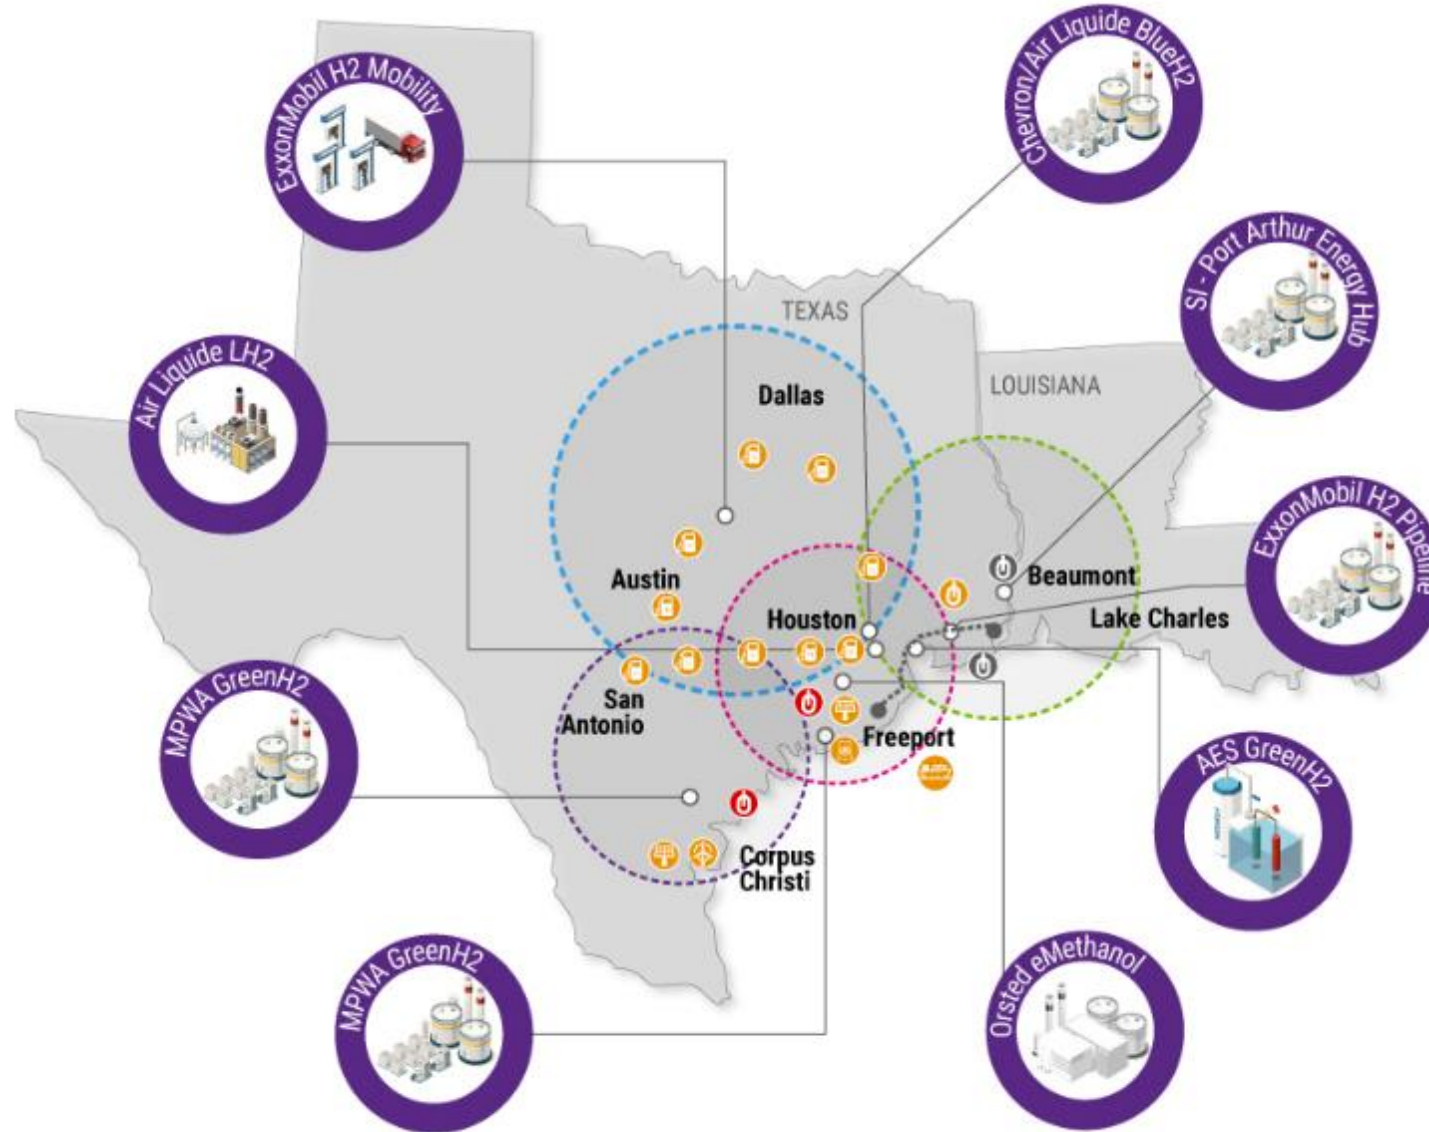 ExxonMobil H2 Mobility
Chevron/Air Liquide BlueH2
SI - Port Arthur Energy Hub
TEXAS
Air Liquide LH2
LOUISIANA
Dallas
ExxonMobil H2 Pipeline
Austin
Beaumont
Houston
Lake Charles
MPWA GreenH2
San
Antonio
Freeport
AES GreenH2
Corpus
Christi
MPWA GreenH2
Orsted eMethanol